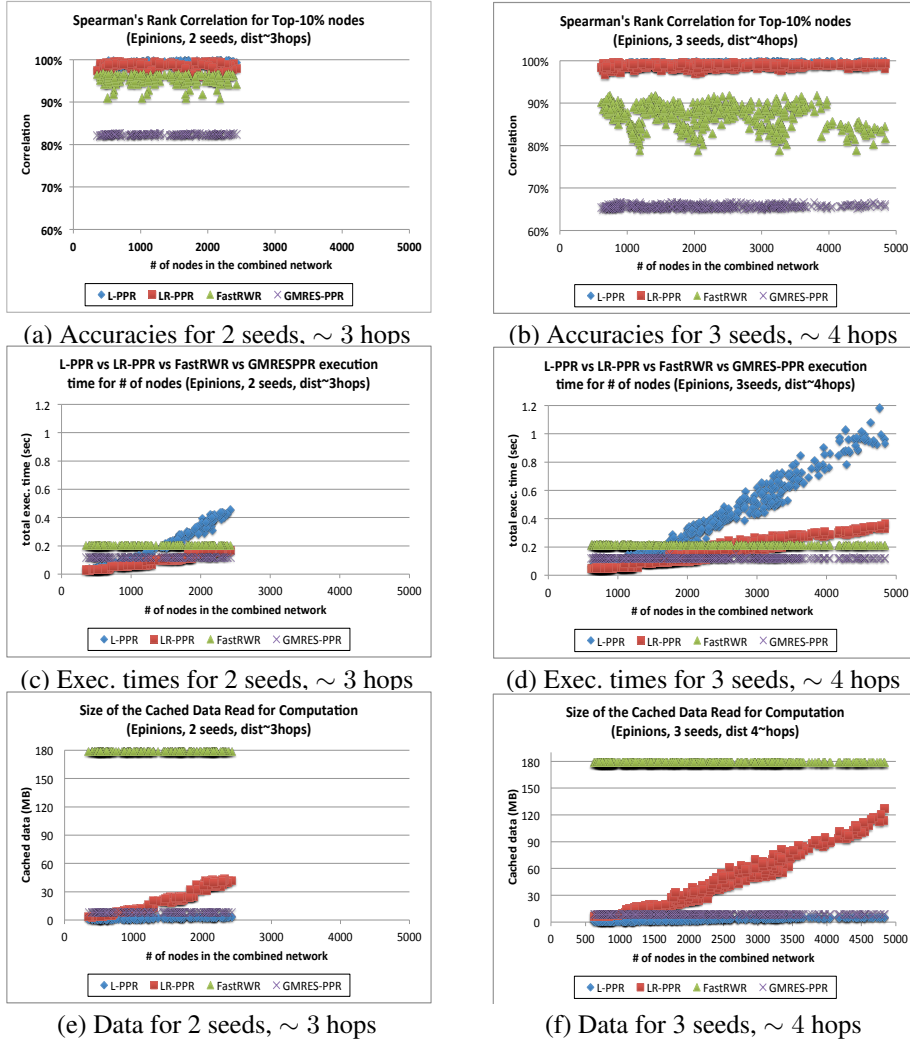 Spearman's Rank Correlation for Top-10% nodes
(Epinions, 2 seeds, dist~3hops)
100%
90%
80%
70%
60%
Correlation
0 1000 2000 3000 4000 5000
# of nodes in the combined network
L-PPR LR-PPR FastRWR GMRES-PPR
(a) Accuracies for 2 seeds, ∼ 3 hops
Spearman's Rank Correlation for Top-10% nodes
(Epinions, 3 seeds, dist~4hops)
100%
90%
80%
70%
60%
Correlation
0 1000 2000 3000 4000 5000
# of nodes in the combined network
L-PPR LR-PPR FastRWR GMRES-PPR
(b) Accuracies for 3 seeds, ∼ 4 hops
L-PPR vs LR-PPR vs FastRWR vs GMRESPPR execution
time for # of nodes (Epinions, 2 seeds, dist~3hops)
1.2
1
0.8
0.6
0.4
0.2
0
total exec. time (sec)
0 1000 2000 3000 4000 5000
# of nodes in the combined network
L-PPR LR-PPR FastRWR GMRES-PPR
(c) Exec. times for 2 seeds, ∼ 3 hops
L-PPR vs LR-PPR vs FastRWR vs GMRES-PPR execution
time for # of nodes (Epinions, 3seeds, dist~4hops)
1.2
1
0.8
0.6
0.4
0.2
0
total exec. time (sec)
0 1000 2000 3000 4000 5000
# of nodes in the combined network
L-PPR LR-PPR FastRWR GMRES-PPR
(d) Exec. times for 3 seeds, ∼ 4 hops
Size of the Cached Data Read for Computation
(Epinions, 2 seeds, dist~3hops)
180
150
120
90
60
30
0
Cached data (MB)
0 1000 2000 3000 4000 5000
# of nodes in the combined network
L-PPR LR-PPR FastRWR GMRES-PPR
(e) Data for 2 seeds, ∼ 3 hops
Size of the Cached Data Read for Computation
(Epinions, 3 seeds, dist 4~hops)
180
150
120
90
60
30
0
Cached data (MB)
0 500 1000 1500 2000 2500 3000 3500 4000 4500 5000
# of nodes in the combined network
L-PPR LR-PPR FastRWR GMRES-PPR
(f) Data for 3 seeds, ∼ 4 hops